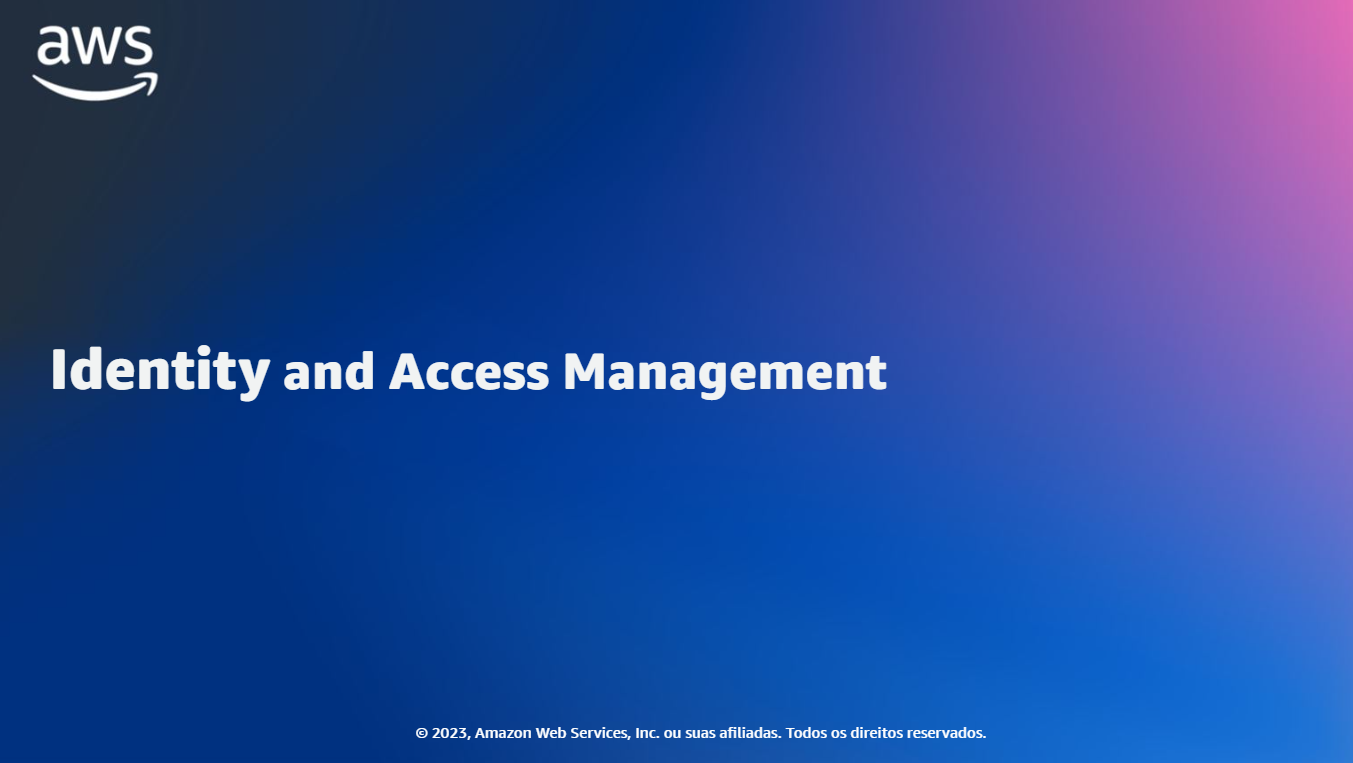 aws
Identity and Access Management
© 2023, Amazon Web Services, Inc. ou suas afiliadas. Todos os direitos reservados.